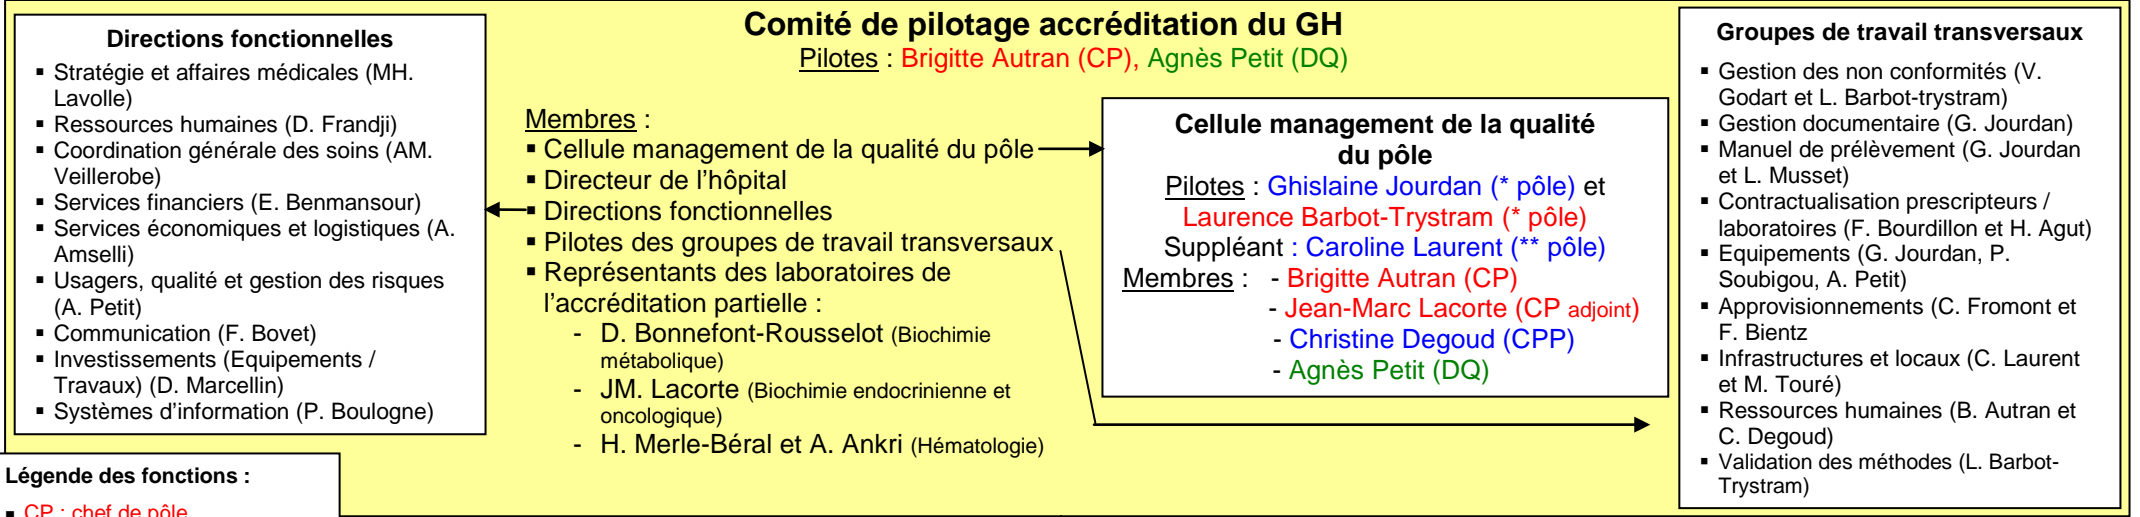 Comité de pilotage accréditation du GH
Pilotes : Brigitte Autran (CP), Agnès Petit (DQ)
Directions fonctionnelles
▪ Stratégie et affaires médicales (MH.
Lavolle)
▪ Ressources humaines (D. Frandji)
▪ Coordination générale des soins (AM.
Veillerobe)
▪ Services financiers (E. Benmansour)
▪ Services économiques et logistiques (A.
Amselli)
▪ Usagers, qualité et gestion des risques
(A. Petit)
▪ Communication (F. Bovet)
▪ Investissements (Equipements /
Travaux) (D. Marcellin)
▪ Systèmes d'information (P. Boulogne)
Membres :
▪ Cellule management de la qualité du pôle
▪ Directeur de l'hôpital
▪ Directions fonctionnelles
▪ Pilotes des groupes de travail transversaux
▪ Représentants des laboratoires de
l'accréditation partielle :
- D. Bonnefont-Rousselot (Biochimie
métabolique)
- JM. Lacorte (Biochimie endocrinienne et
oncologique)
- H. Merle-Béral et A. Ankri (Hématologie)
Cellule management de la qualité
du pôle
Pilotes : Ghislaine Jourdan (* pôle) et
Laurence Barbot-Trystram (* pôle)
Suppléant : Caroline Laurent (** pôle)
Membres : - Brigitte Autran (CP)
- Jean-Marc Lacorte (CP adjoint)
- Christine Degoud (CPP)
- Agnès Petit (DQ)
Groupes de travail transversaux
▪ Gestion des non conformités (V.
Godart et L. Barbot-trystram)
▪ Gestion documentaire (G. Jourdan)
▪ Manuel de prélèvement (G. Jourdan
et L. Musset)
▪ Contractualisation prescripteurs /
laboratoires (F. Bourdillon et H. Agut)
▪ Equipements (G. Jourdan, P.
Soubigou, A. Petit)
▪ Approvisionnements (C. Fromont et
F. Bientz
▪ Infrastructures et locaux (C. Laurent
et M. Touré)
▪ Ressources humaines (B. Autran et
C. Degoud)
▪ Validation des méthodes (L. Barbot-
Trystram)
Légende des fonctions :
▪ CP : chef de pôle